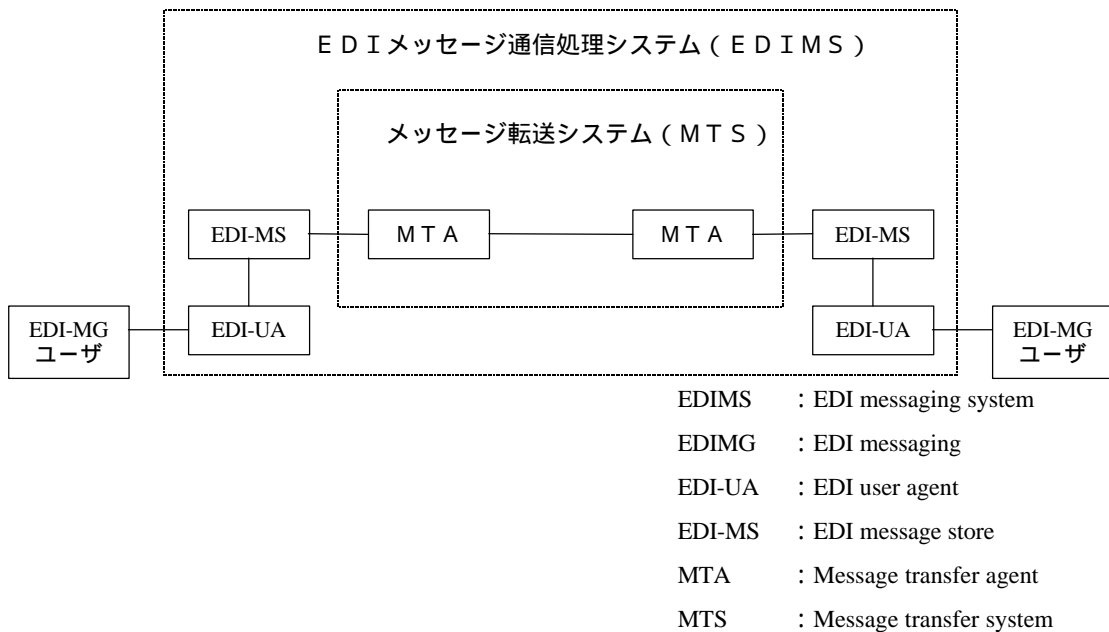 ＥＤＩメッセージ通信処理システム（ＥＤＩＭＳ）
メッセージ転送システム（ＭＴＳ）
EDI-MS
ＭＴＡ
ＭＴＡ
EDI-MS
EDI-MG
ユーザ
EDI-UA
EDI-UA
EDI-MG
ユーザ
EDIMS ：EDI messaging system
EDIMG ：EDI messaging
EDI-UA ：EDI user agent
EDI-MS ：EDI message store
MTA ：Message transfer agent
MTS ：Message transfer system